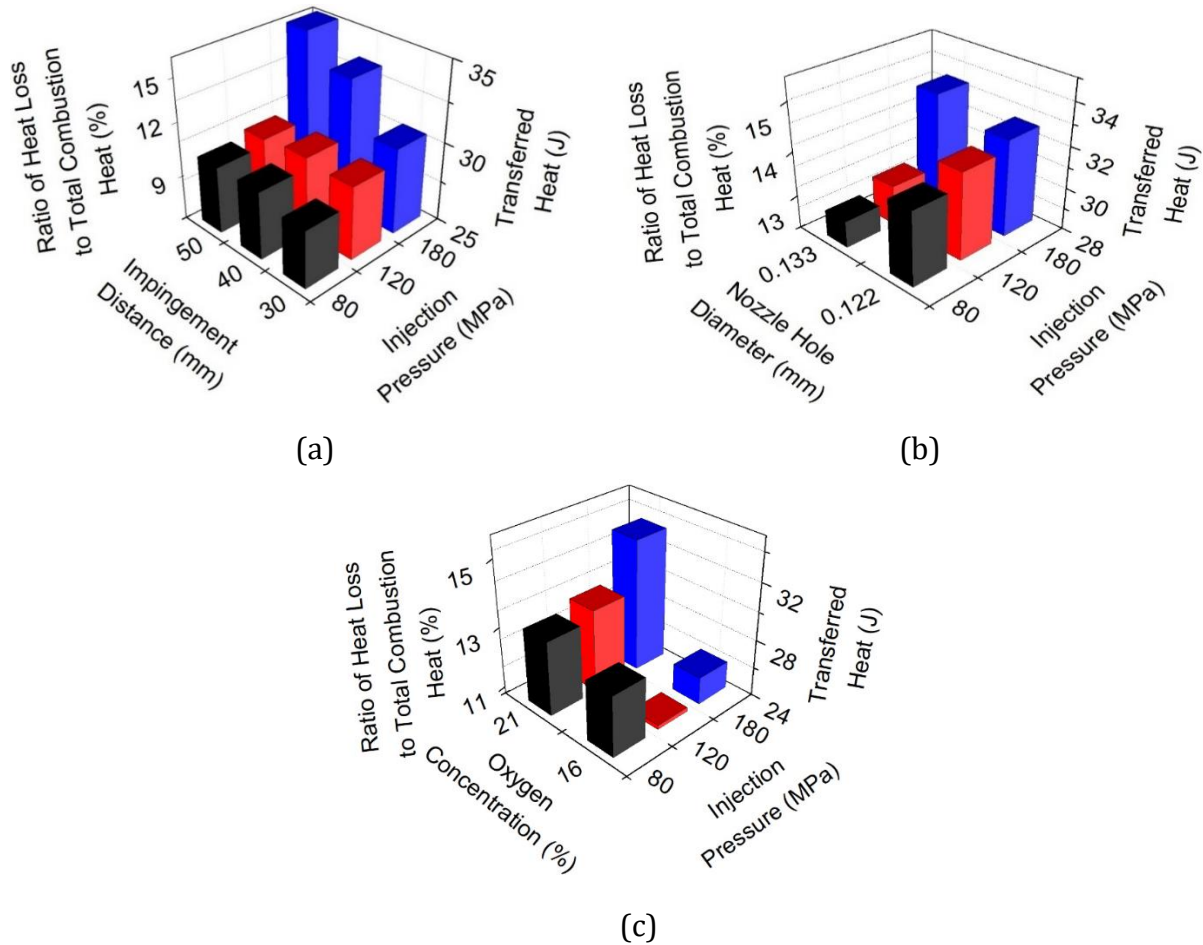 Ratio of Heat Loss
to Total Combustion
Heat (%)
15
12
9
50
40
30
Impingement
Distance (mm)
80
120
180
Injection
Pressure (MPa)
25
30
35
Transferred
Heat (J)
(a)
Ratio of Heat Loss
to Total Combustion
Heat (%)
15
14
13
0.133
0.122
Nozzle Hole
Diameter (mm)
80
120
180
Injection
Pressure (MPa)
28
30
32
34
Transferred
Heat (J)
(b)
Ratio of Heat Loss
to Total Combustion
Heat (%)
15
13
11
21
16
Oxygen
Concentration (%)
80
120
180
Injection
Pressure (MPa)
24
28
32
Transferred
Heat (J)
(c)